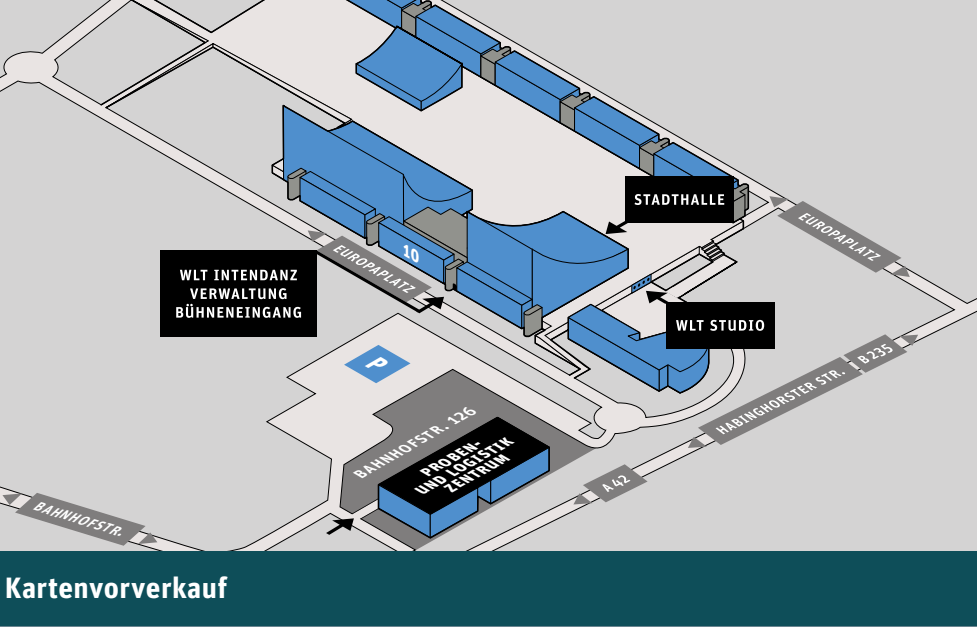 STADTHALLE
EUROPAPLATZ
10
EUROPAPLATZ
WLT INTENDANZ
VERWALTUNG
BÜHNENEINGANG
WLT STUDIO
P
B 235
HABINGHORSTER STR.
BAHNHOFSTR. 126
PROBEN-
UND LOGISTIK
ZENTRUM
A 42
BAHNHOFSTR.
Kartenvorverkauf